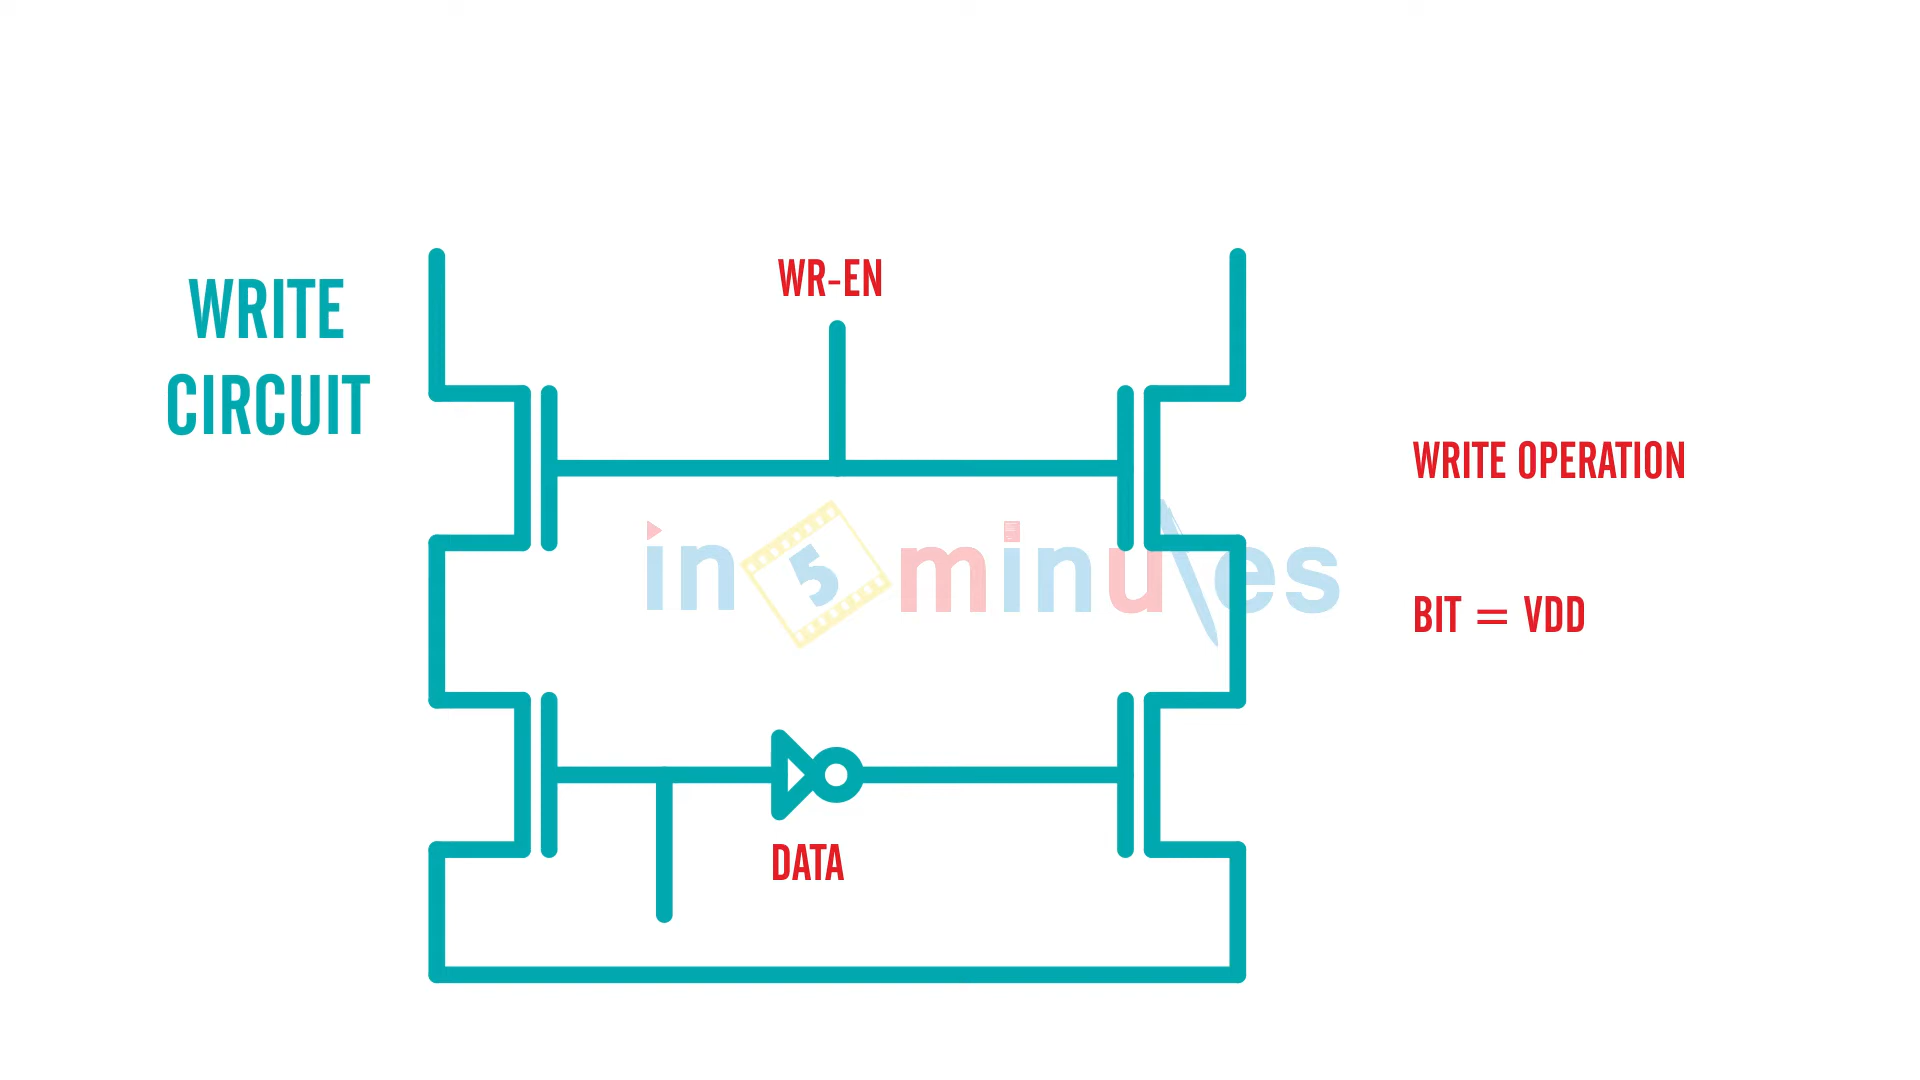 WRITE
CIRCUIT
WR-EN
WRITE OPERATION
in 5 minutes
BIT = VDD
DATA